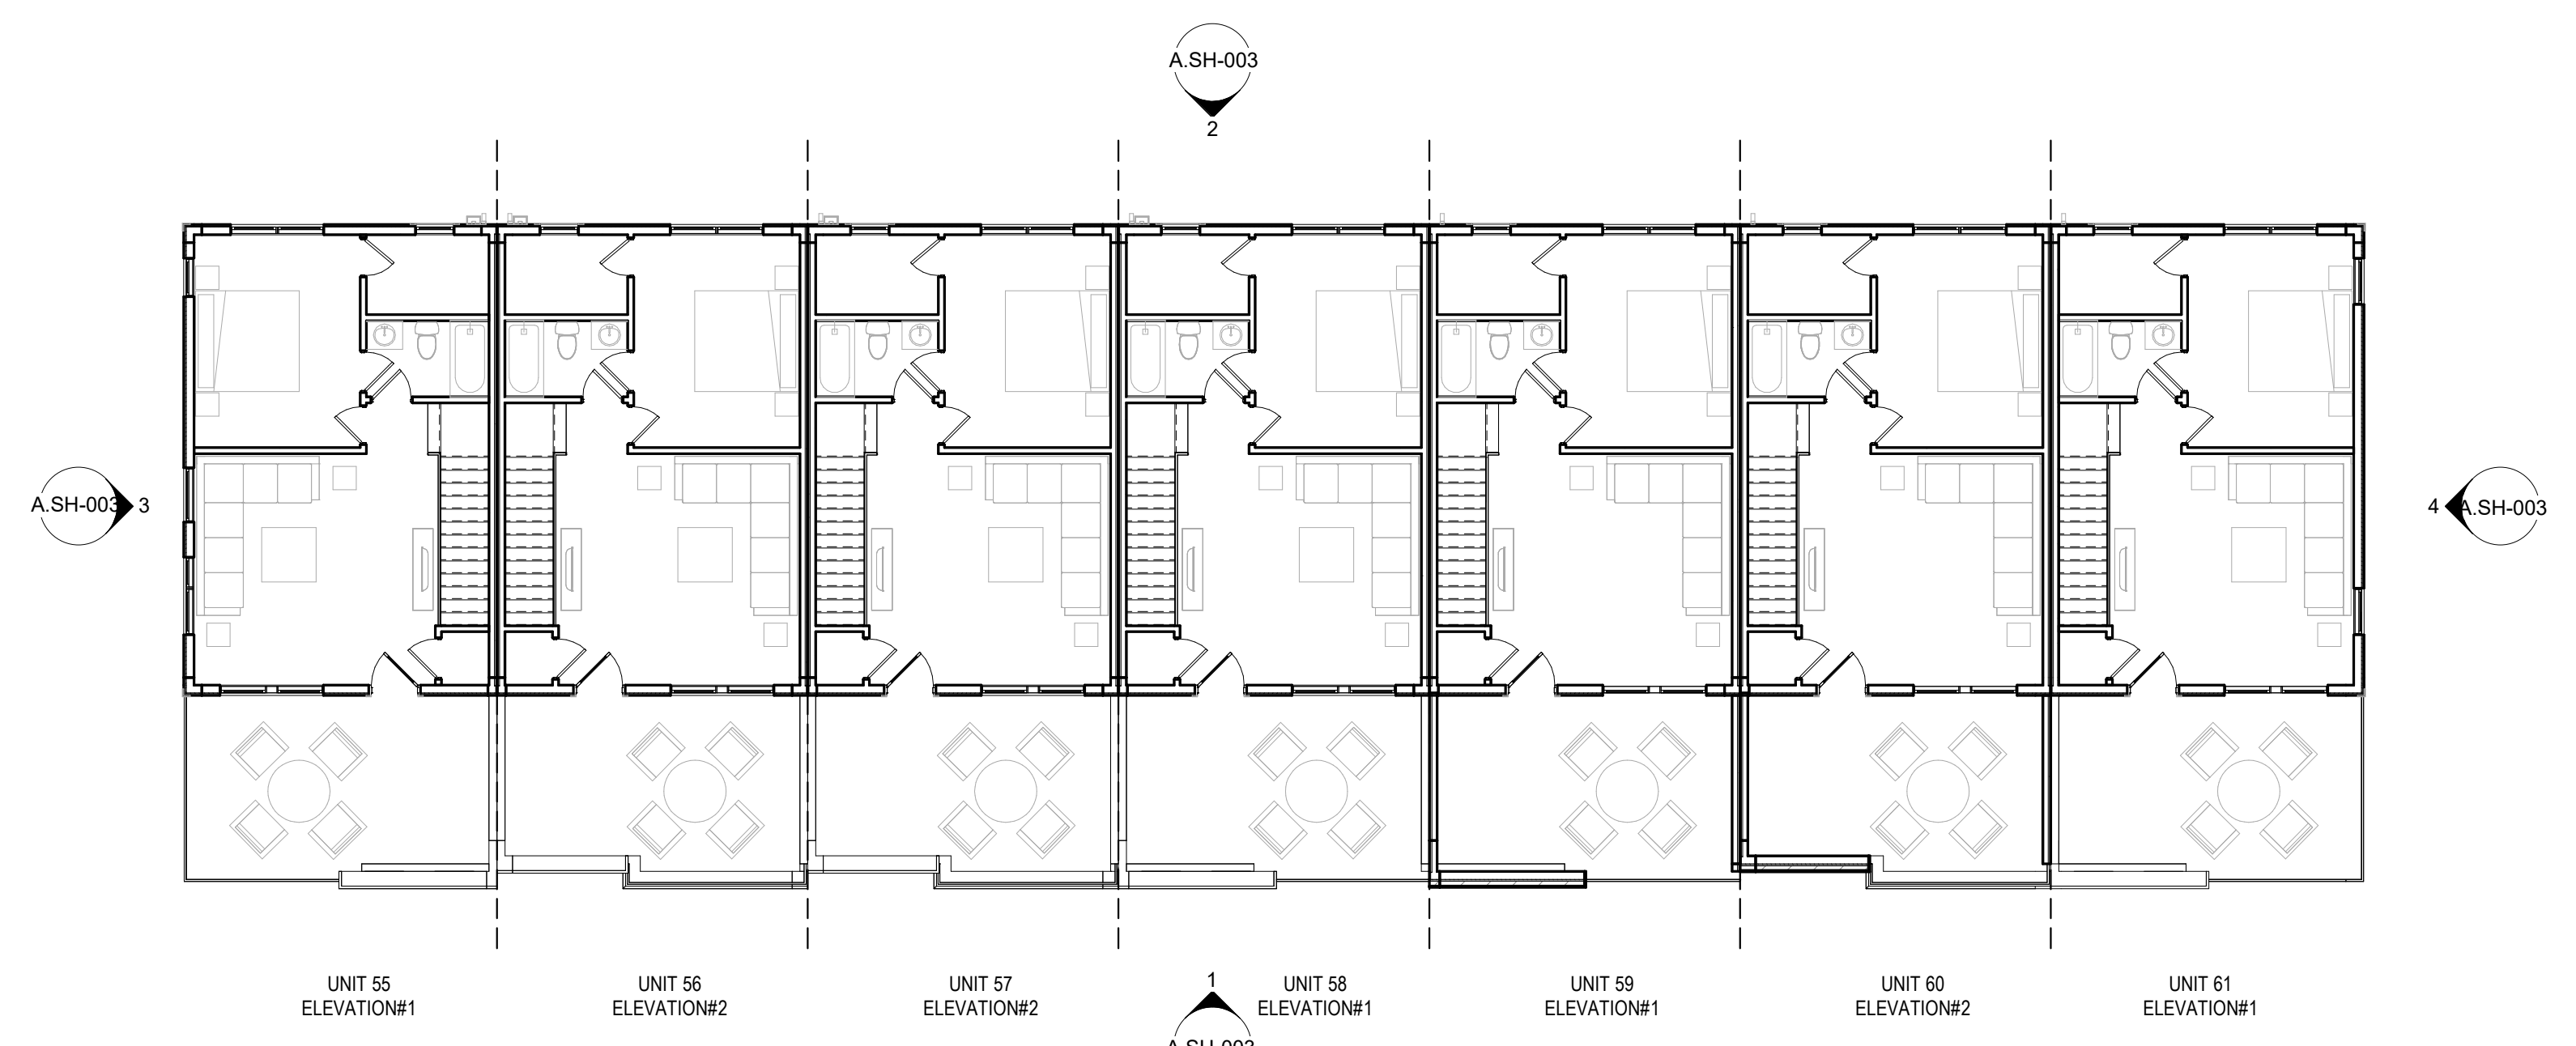 A.SH-003
2
A.SH-003 3
4 A.SH-003
UNIT 55
ELEVATION#1
UNIT 56
ELEVATION#2
UNIT 57
ELEVATION#2
1
UNIT 58
ELEVATION#1
UNIT 59
ELEVATION#1
UNIT 60
ELEVATION#2
UNIT 61
ELEVATION#1
A.SH-003